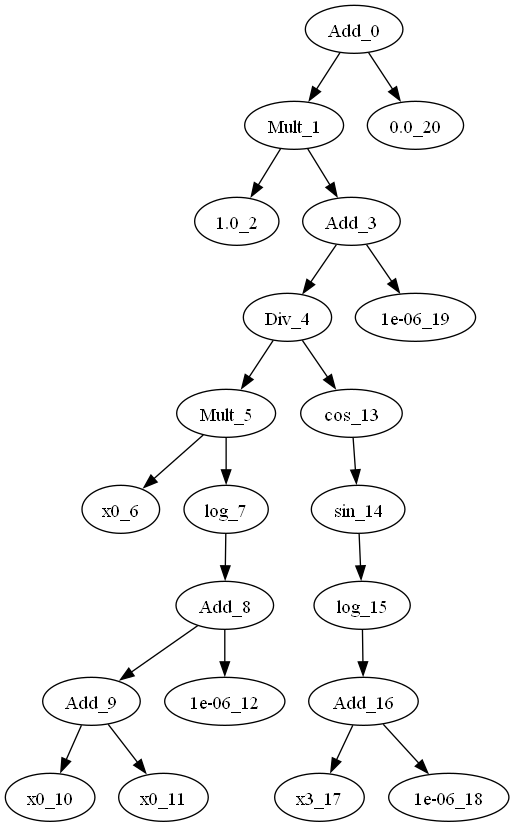 Add_0
Mult_1
0.0_20
1.0_2
Add_3
Div_4
1e-06_19
Mult_5
cos_13
x0_6
log_7
sin_14
Add_8
log_15
Add_9
1e-06_12
Add_16
x0_10
x0_11
x3_17
1e-06_18